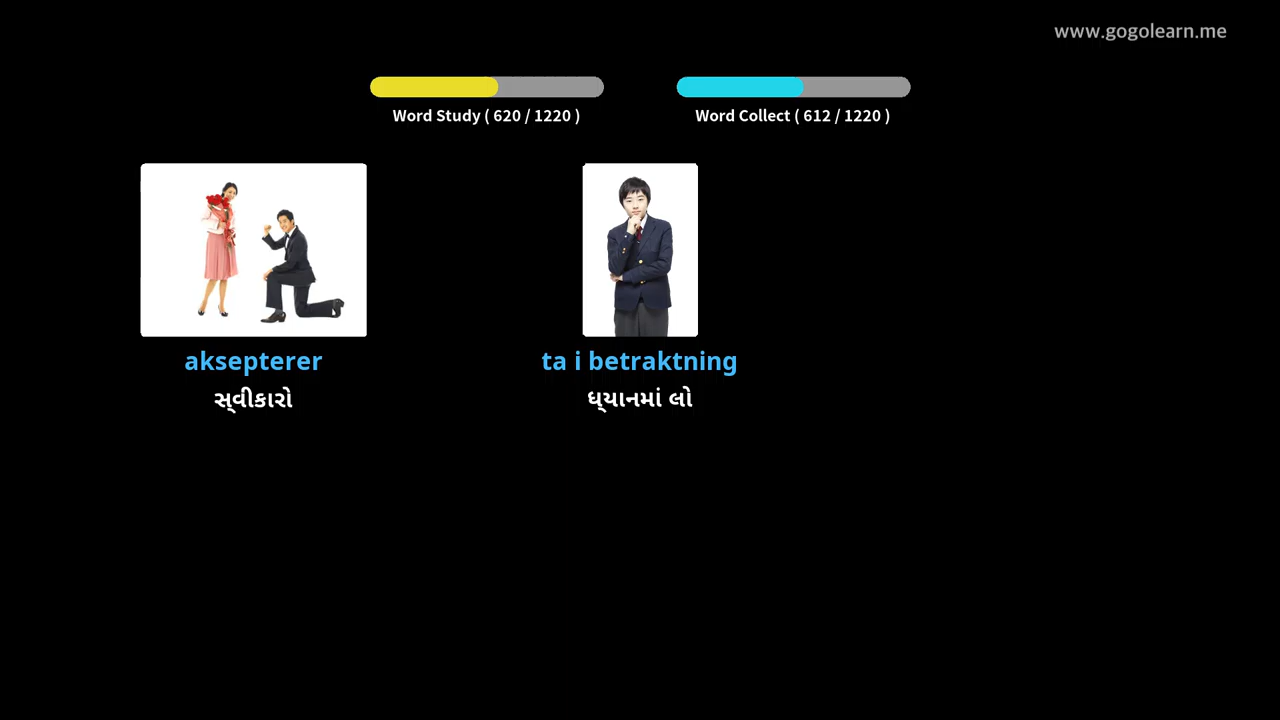 www.gogolearn.me
Word Study ( 620 / 1220 )
Word Collect ( 612 / 1220 )
aksepterer
સ્વીકારો
ta i betraktning
ધ્યાનમાં લો